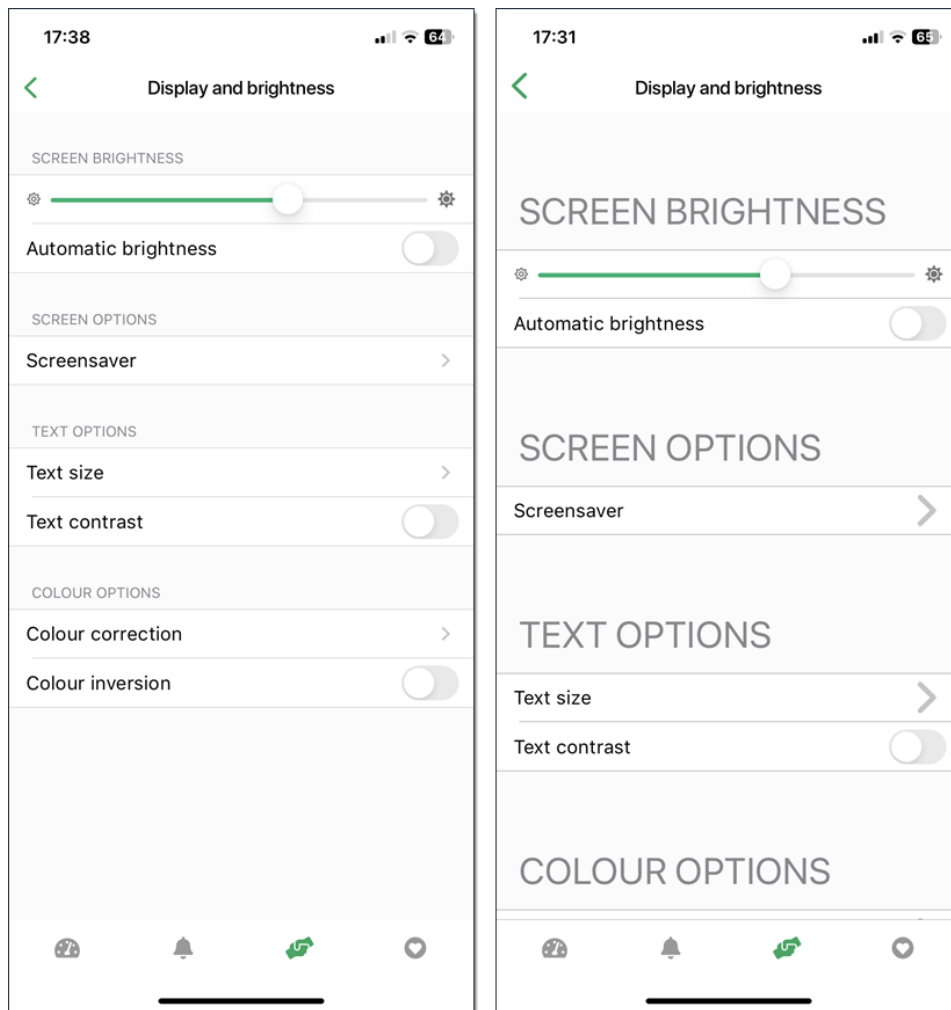 17:38
64
Display and brightness
SCREEN BRIGHTNESS
Automatic brightness
SCREEN OPTIONS
Screensaver
TEXT OPTIONS
Text size
Text contrast
COLOUR OPTIONS
Colour correction
Colour inversion
17:31
65
Display and brightness
SCREEN BRIGHTNESS
Automatic brightness
SCREEN OPTIONS
Screensaver
TEXT OPTIONS
Text size
Text contrast
COLOUR OPTIONS